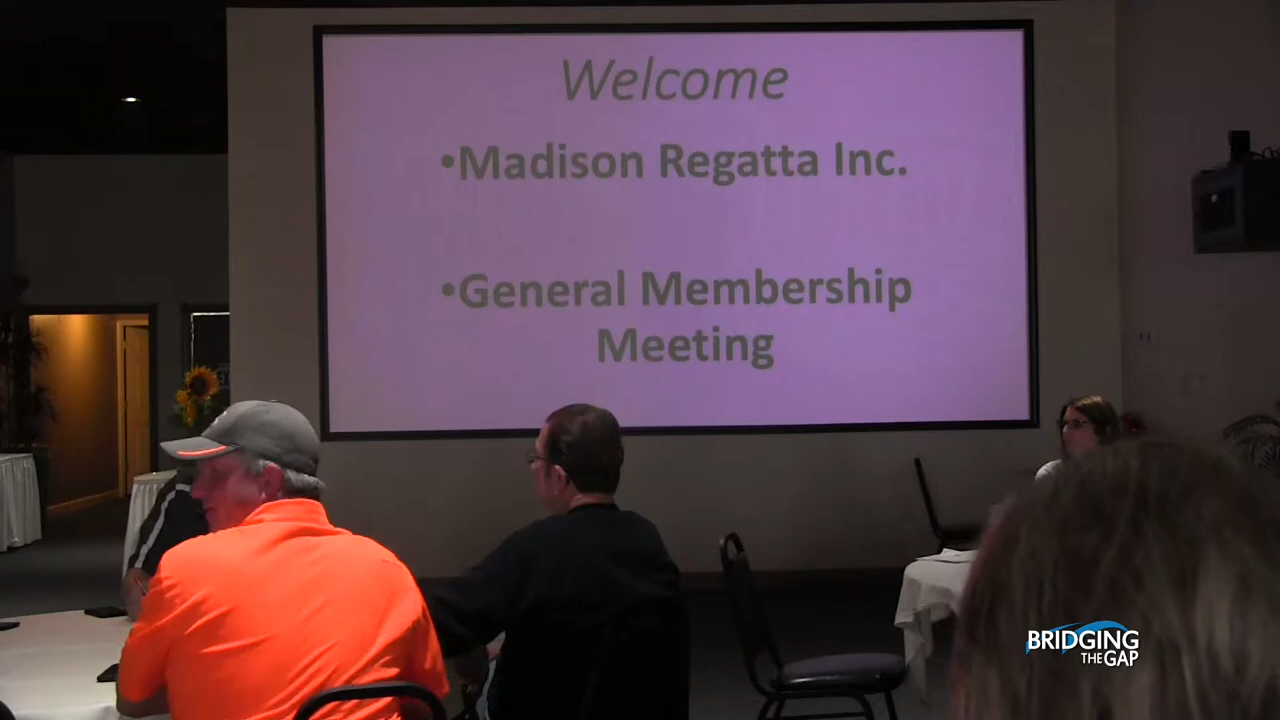 Welcome
•Madison Regatta Inc.
•General Membership
Meeting
BRIDGING
THE GAP